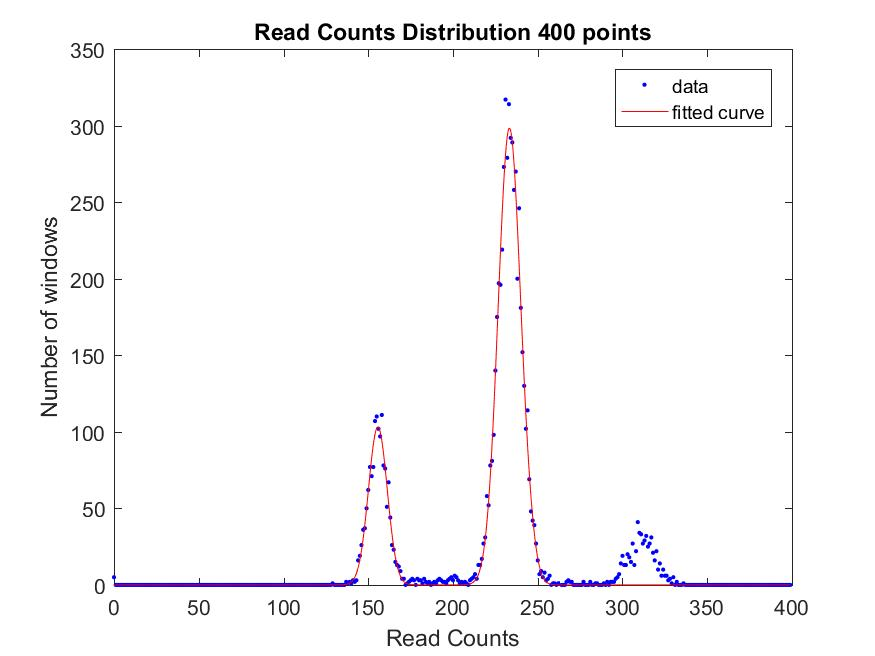 Read Counts Distribution 400 points
350
300
250
200
150
100
50
0
Number of windows
data
fitted curve
0 50 100 150 200 250 300 350 400
Read Counts